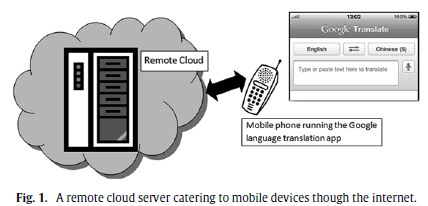 13:02
100%
Google Translate
English
Chinese (S)
Type or paste text here to translate
Remote Cloud
Mobile phone running the Google
language translation app
Fig. 1. A remote cloud server catering to mobile devices though the internet.